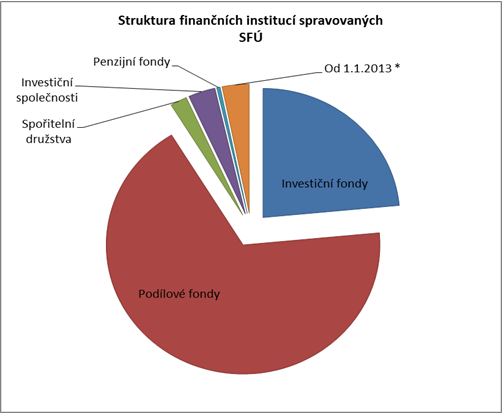 Struktura finančních institucí spravovaných
SFÚ
Penzijní fondy
Od 1.1.2013 *
Investiční
společnosti
Spořitelní
družstva
Investiční fondy
Podílové fondy